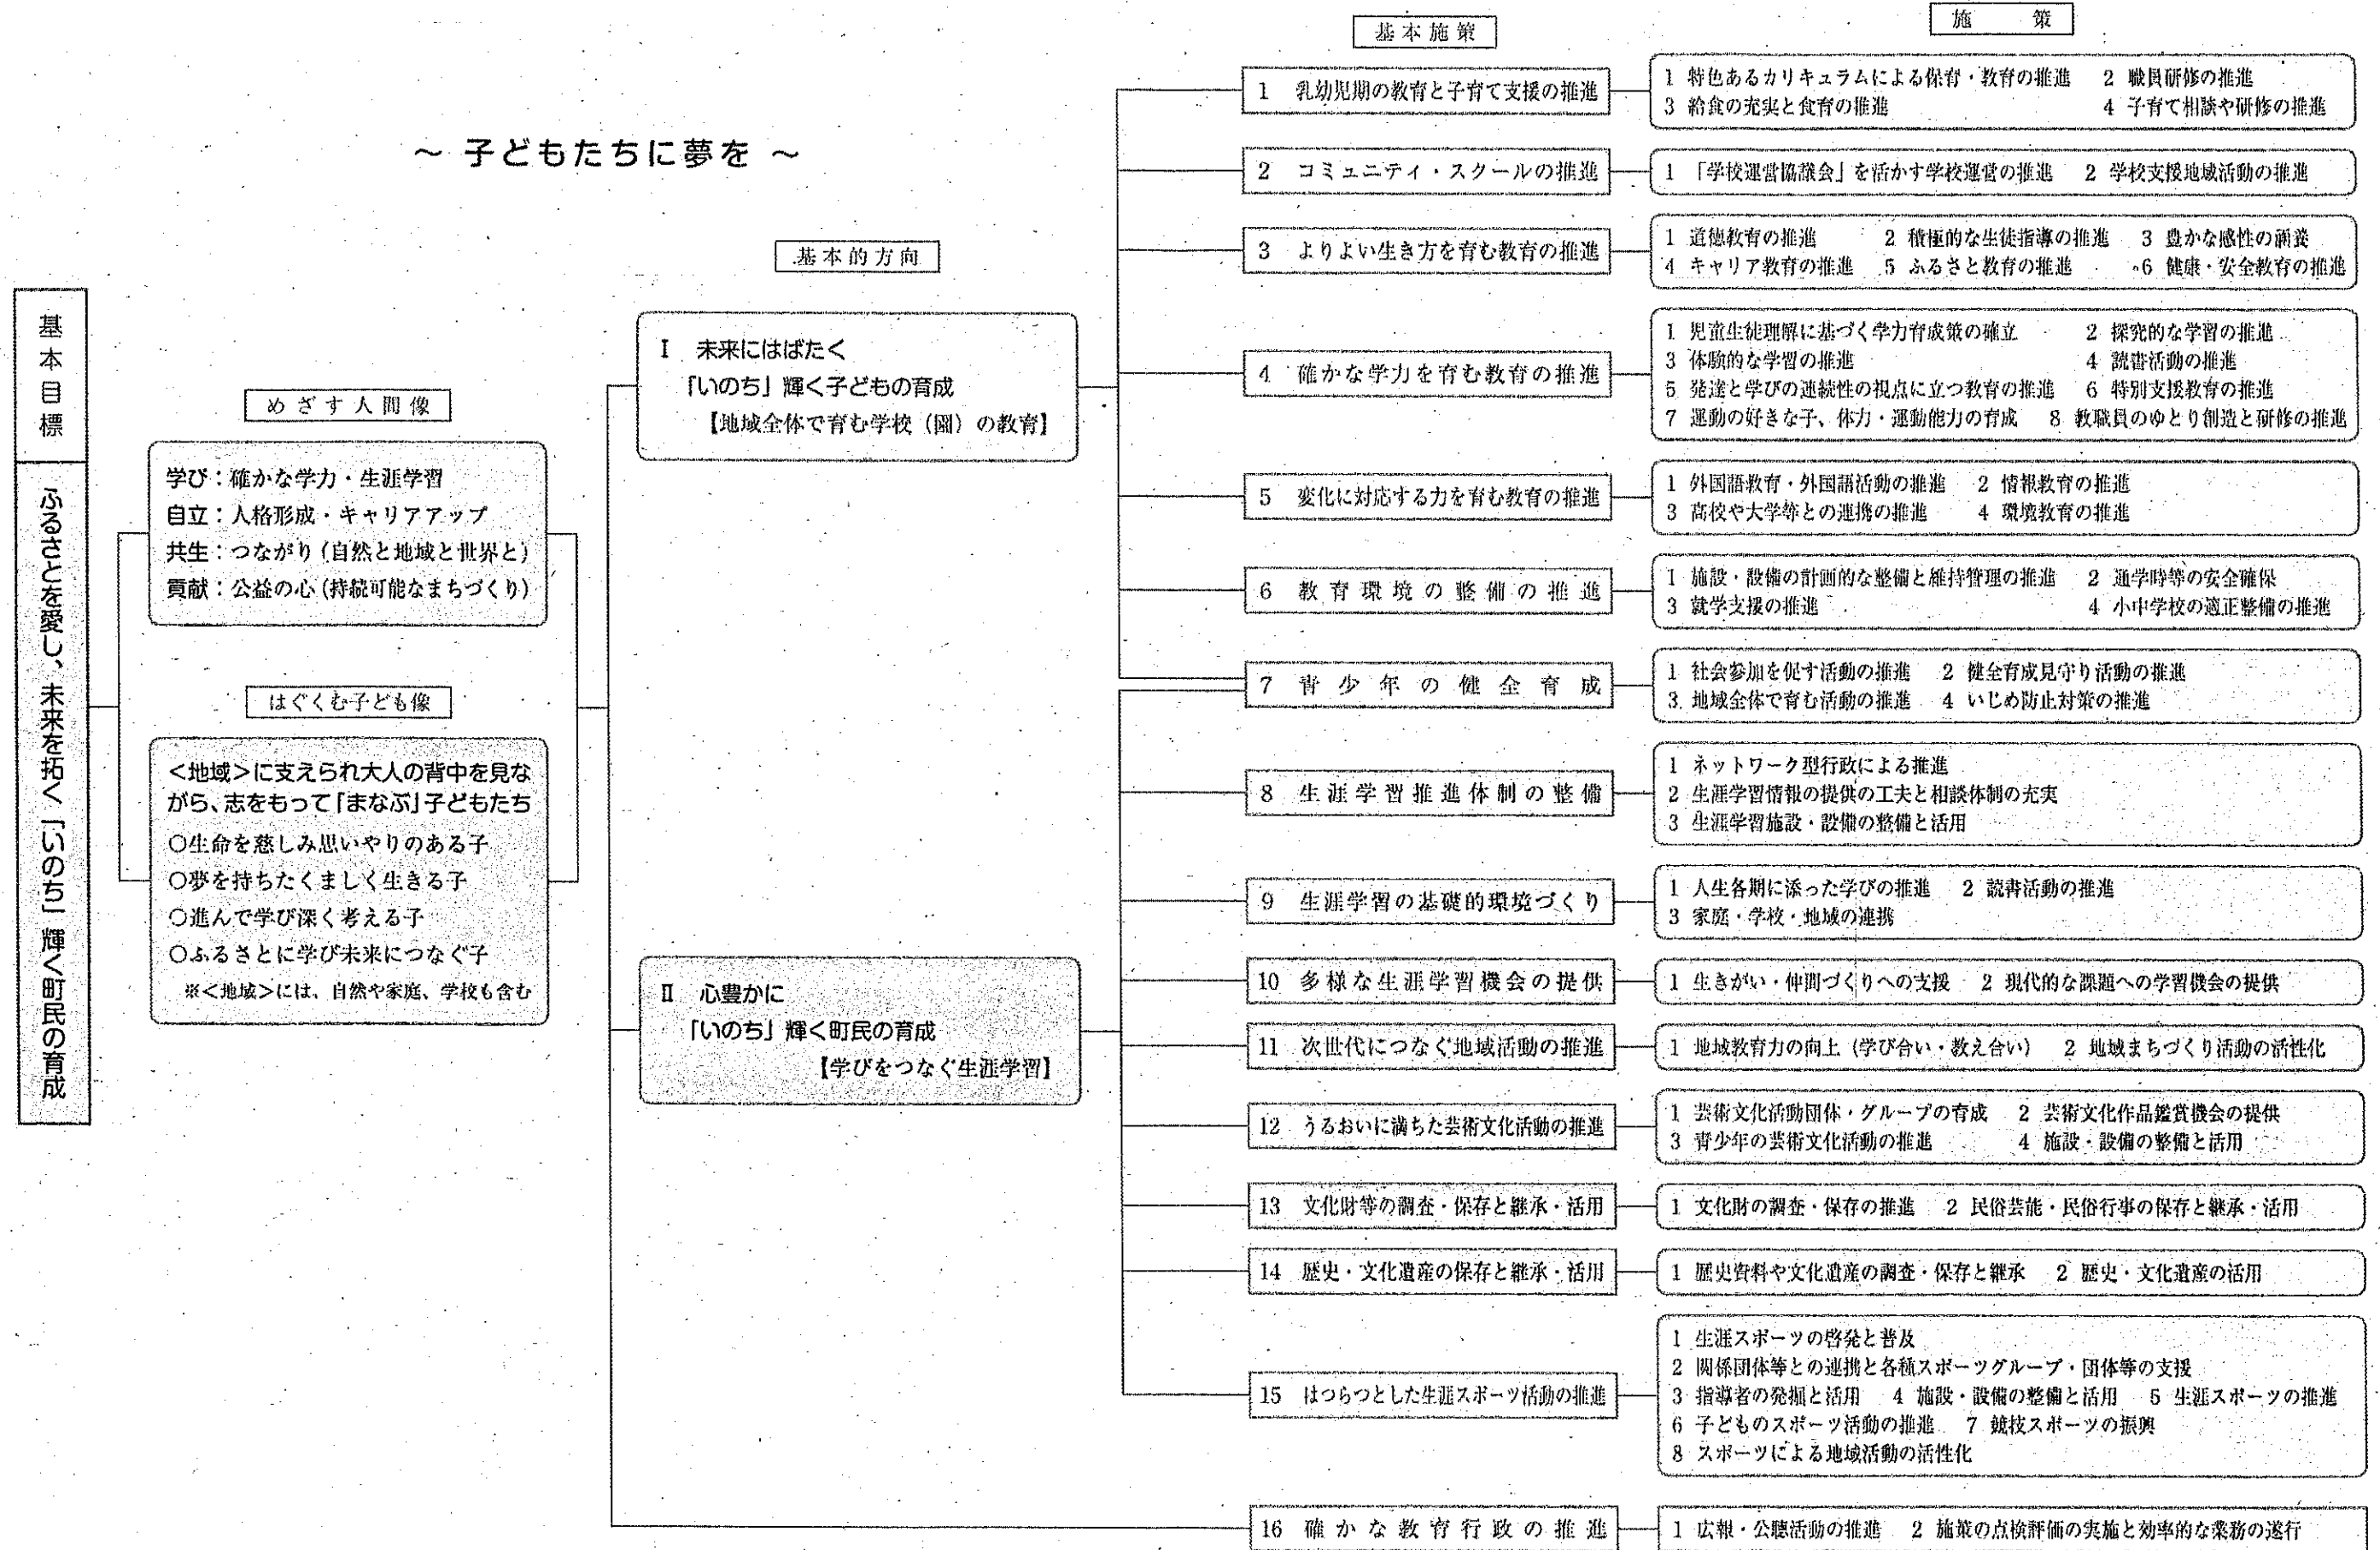 ～ 子どもたちに夢を ～
基本目標
ふるさとを愛し、未来を拓く「いのち」輝く町民の育成
めざす人間像
学び：確かな学力・生涯学習
自立：人格形成・キャリアアップ
共生：つながり（自然と地域と世界と）
貢献：公益の心（持続可能なまちづくり）
はぐくむ子ども像
＜地域＞に支えられ大人の背中を見な
がら、志をもって「まなぶ」子どもたち
○生命を慈しみ思いやりのある子
○夢を持ちたくましく生きる子
○進んで学び深く考える子
○ふるさとに学び未来につなぐ子
※＜地域＞には、自然や家庭、学校も含む
基本的方向
Ⅰ 未来にはばたく
「いのち」輝く子どもの育成
【地域全体で育む学校（園）の教育】
Ⅱ 心豊かに
「いのち」輝く町民の育成
【学びをつなぐ生涯学習】
基本施策
施 策
1 乳幼児期の教育と子育て支援の推進
1 特色あるカリキュラムによる保育・教育の推進 2 職員研修の推進
3 給食の充実と食育の推進 4 子育て相談や研修の推進
2 コミュニティ・スクールの推進
1 「学校運営協議会」を活かす学校運営の推進 2 学校支援地域活動の推進
3 よりよい生き方を育む教育の推進
1 道徳教育の推進 2 積極的な生徒指導の推進 3 豊かな感性の涵養
4 キャリア教育の推進 5 ふるさと教育の推進 6 健康・安全教育の推進
4 確かな学力を育む教育の推進
1 児童生徒理解に基づく学力育成策の確立 2 探究的な学習の推進
3 体験的な学習の推進 4 読書活動の推進
5 発達と学びの連続性の視点に立つ教育の推進 6 特別支援教育の推進
7 運動の好きな子、体力・運動能力の育成 8 教職員のゆとり創造と研修の推進
5 変化に対応する力を育む教育の推進
1 外国語教育・外国語活動の推進 2 情報教育の推進
3 高校や大学等との連携の推進 4 環境教育の推進
6 教育環境の整備の推進
1 施設・設備の計画的な整備と維持管理の推進 2 通学時等の安全確保
3 就学支援の推進 4 小中学校の適正整備の推進
7 青少年の健全育成
1 社会参加を促す活動の推進 2 健全育成見守り活動の推進
3 地域全体で育む活動の推進 4 いじめ防止対策の推進
8 生涯学習推進体制の整備
1 ネットワーク型行政による推進
2 生涯学習情報の提供の工夫と相談体制の充実
3 生涯学習施設・設備の整備と活用
9 生涯学習の基礎的環境づくり
1 人生各期に添った学びの推進 2 読書活動の推進
3 家庭・学校・地域の連携
10 多様な生涯学習機会の提供
1 生きがい・仲間づくりへの支援 2 現代的な課題への学習機会の提供
11 次世代につなぐ地域活動の推進
1 地域教育力の向上（学び合い・教え合い） 2 地域まちづくり活動の活性化
12 うるおいに満ちた芸術文化活動の推進
1 芸術文化活動団体・グループの育成 2 芸術文化作品鑑賞機会の提供
3 青少年の芸術文化活動の推進 4 施設・設備の整備と活用
13 文化財等の調査・保存と継承・活用
1 文化財の調査・保存の推進 2 民俗芸能・民俗行事の保存と継承・活用
14 歴史・文化遺産の保存と継承・活用
1 歴史資料や文化遺産の調査・保存と継承 2 歴史・文化遺産の活用
15 はつらつとした生涯スポーツ活動の推進
1 生涯スポーツの啓発と普及
2 関係団体等との連携と各種スポーツグループ・団体等の支援
3 指導者の発掘と活用 4 施設・設備の整備と活用 5 生涯スポーツの推進
6 子どものスポーツ活動の推進 7 競技スポーツの振興
8 スポーツによる地域活動の活性化
16 確かな教育行政の推進
1 広報・公聴活動の推進 2 施策の点検評価の実施と効率的な業務の遂行